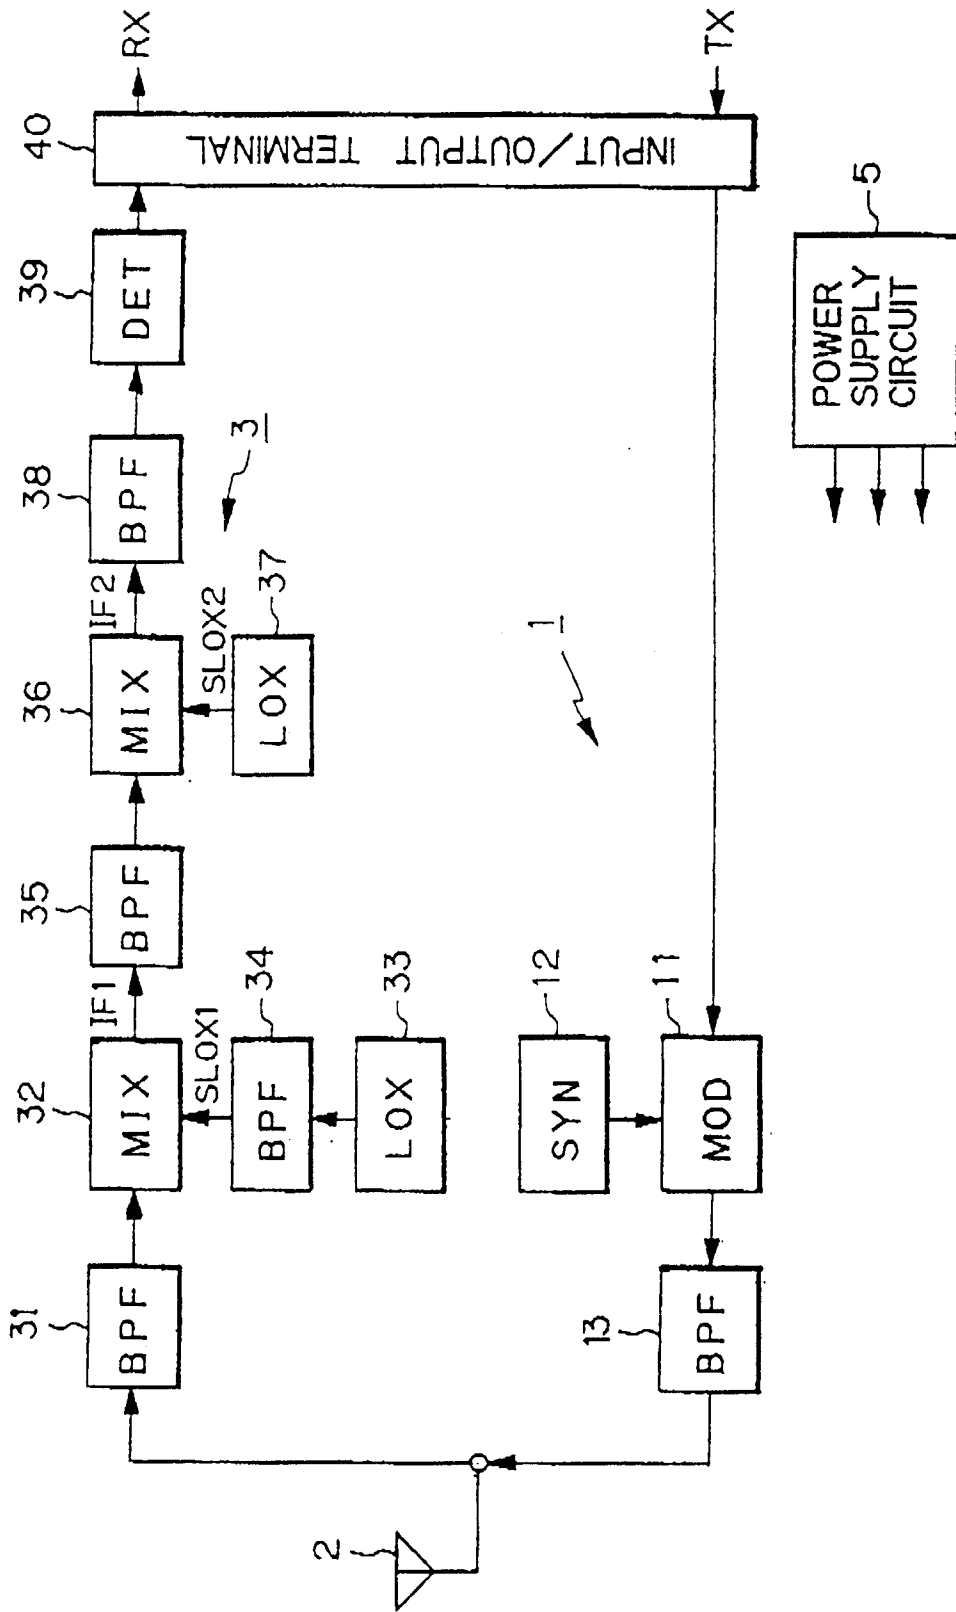 31
BPF
32
MIX
IF1
35
BPF
36
MIX
IF2
38
BPF
39
DET
40
INPUT/OUTPUT TERMINAL
RX
TX
SLOX1
34
BPF
33
LOX
SLOX2
37
LOX
3
2
1
12
SYN
11
MOD
13
BPF
5
POWER
SUPPLY
CIRCUIT